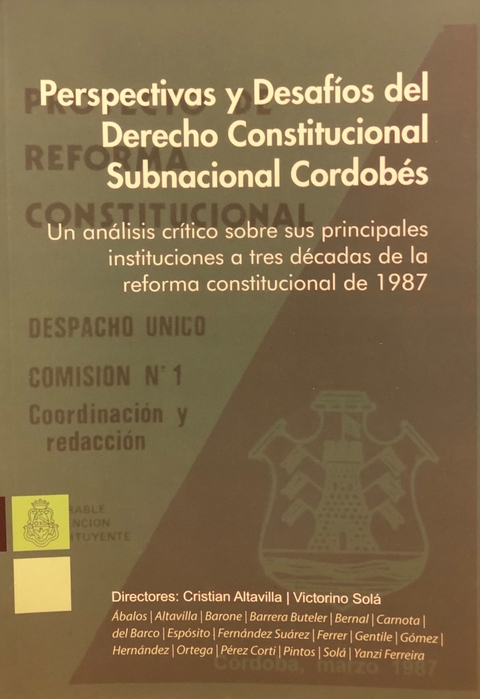 Perspectivas y Desafíos del
Derecho Constitucional
Subnacional Cordobés
PROYECTO DE
REFORMA
CONSTITUCIONAL
Un análisis crítico sobre sus principales
instituciones a tres décadas de la
reforma constitucional de 1987
DESPACHO UNICO
COMISION N° 1
Coordinación y
redacción
RABLE
NCION
TITUYENTE
Directores: Cristian Altavilla | Victorino Solá
Ábalos | Altavilla | Barone | Barrera Buteler | Bernal | Carnota |
del Barco | Espósito | Fernández Suárez | Ferrer | Gentile | Gómez |
Hernández | Ortega | Pérez Corti | Pintos | Solá | Yanzi Ferreira
Córdoba, marzo 1987